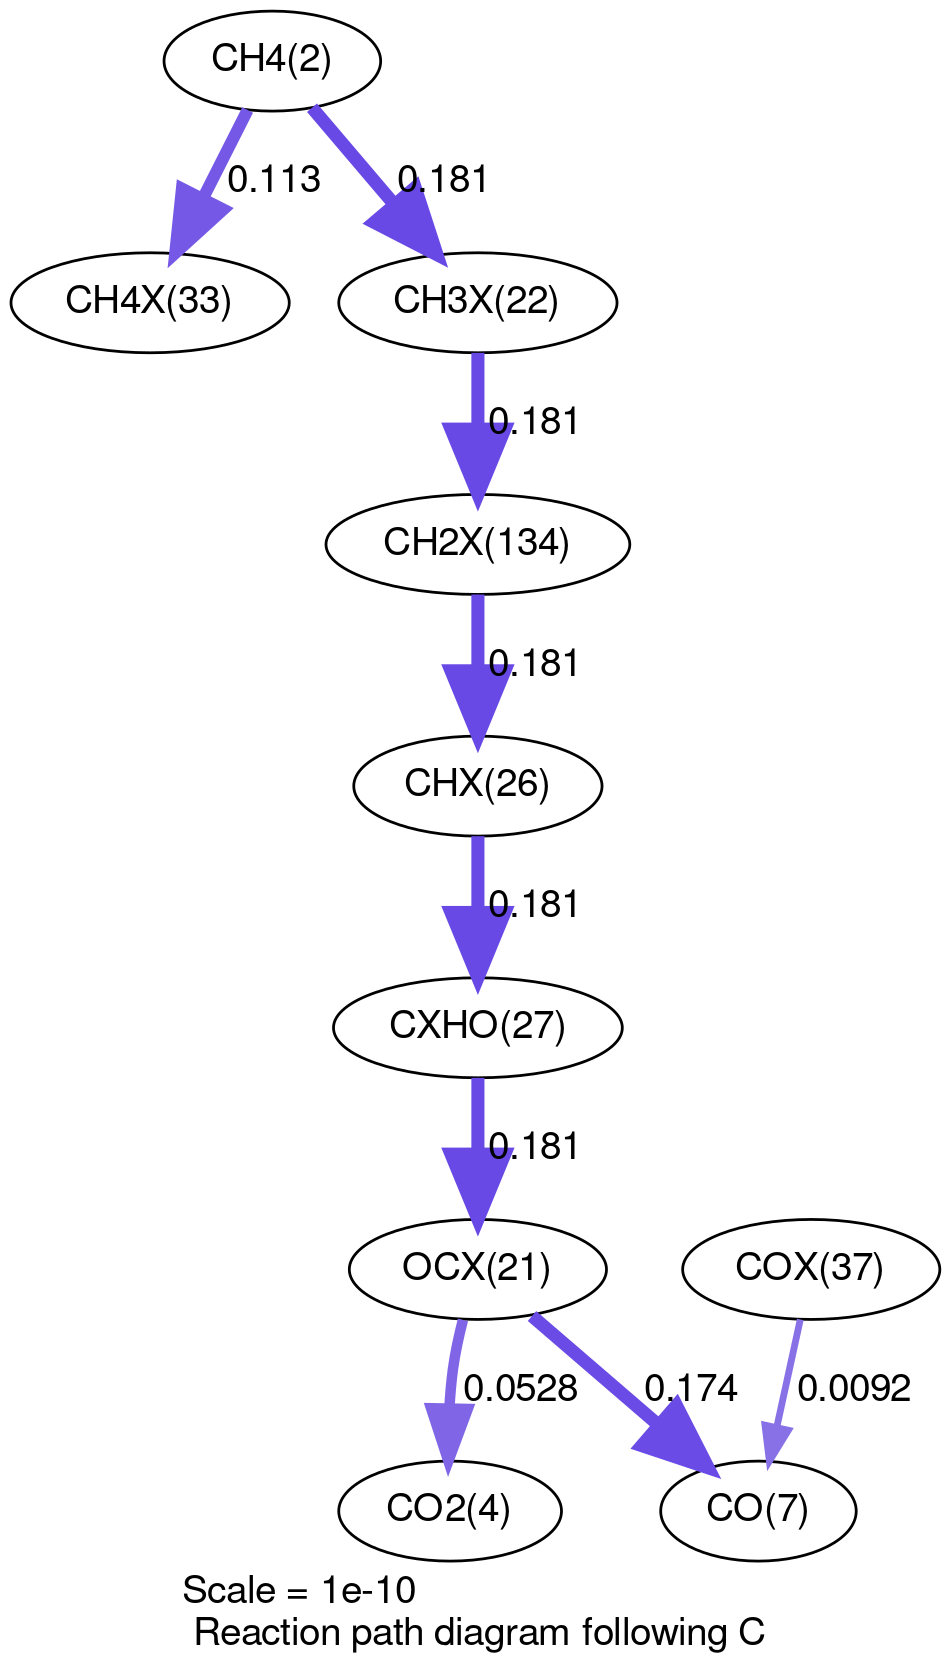 CH4(2)
0.113
0.181
CH4X(33)
CH3X(22)
0.181
CH2X(134)
0.181
CHX(26)
0.181
CXHO(27)
0.181
OCX(21)
COX(37)
0.0528
0.174
0.0092
CO2(4)
CO(7)
Scale = 1e-10
Reaction path diagram following C